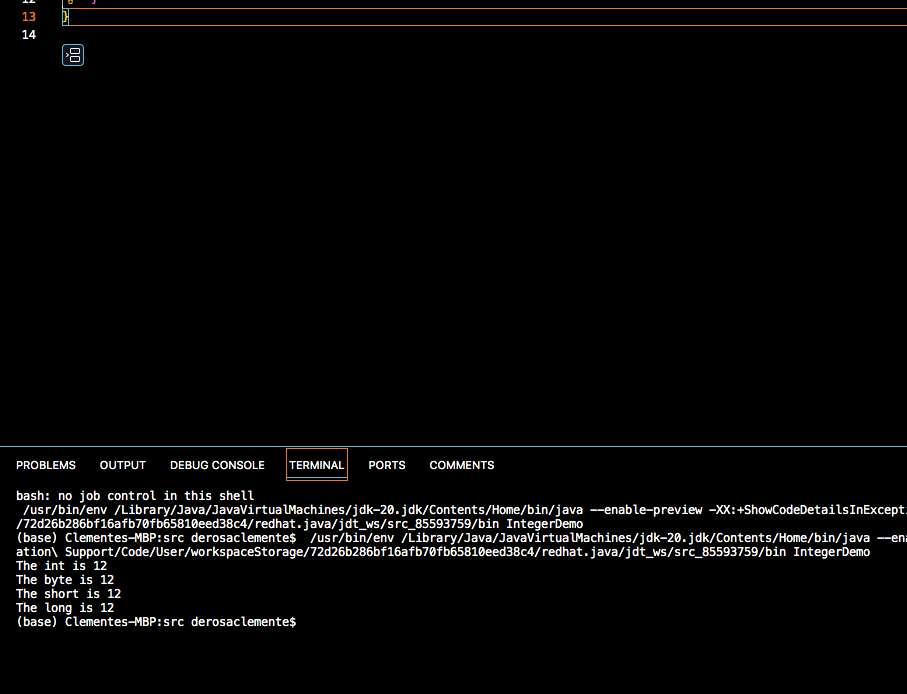 12
13 }
14
PROBLEMS OUTPUT DEBUG CONSOLE TERMINAL PORTS COMMENTS
bash: no job control in this shell
/usr/bin/env /Library/Java/JavaVirtualMachines/jdk-20.jdk/Contents/Home/bin/java --enable-preview -XX:+ShowCodeDetailsInExcepti
/72d26b286bf16afb70fb65810eed38c4/redhat.java/jdt_ws/src_85593759/bin IntegerDemo
(base) Clementes-MBP:src derosaclemente$  /usr/bin/env /Library/Java/JavaVirtualMachines/jdk-20.jdk/Contents/Home/bin/java --ena
ation\ Support/Code/User/workspaceStorage/72d26b286bf16afb70fb65810eed38c4/redhat.java/jdt_ws/src_85593759/bin IntegerDemo
The int is 12
The byte is 12
The short is 12
The long is 12
(base) Clementes-MBP:src derosaclemente$